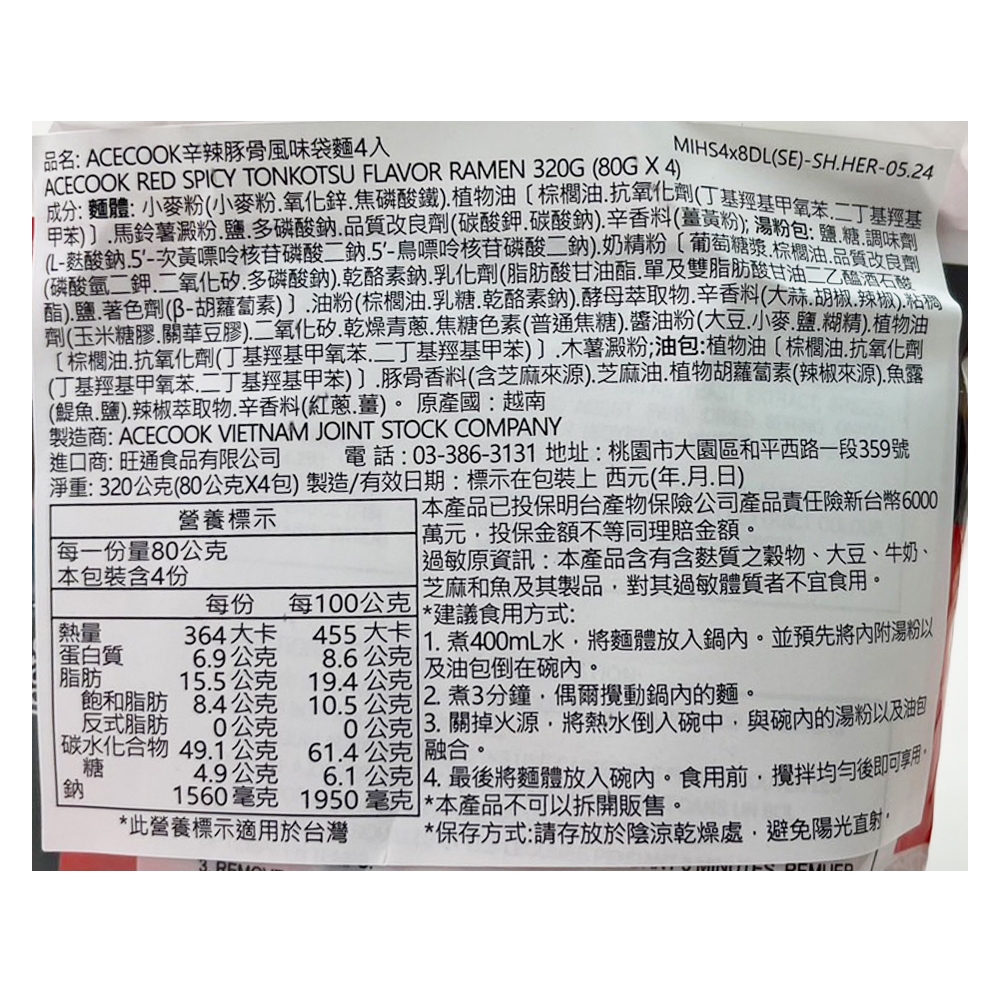 品名: ACECOOK辛辣豚骨風味袋麵4入
MIHS4x8DL(SE)-SH.HER-05.24
ACECOOK RED SPICY TONKOTSU FLAVOR RAMEN 320G (80G X 4)
成分: 麵體: 小麥粉(小麥粉.氧化鋅.焦磷酸鐵).植物油〔棕櫚油.抗氧化劑(丁基羥基甲氧苯.二丁基羥基
甲苯)〕.馬鈴薯澱粉.鹽.多磷酸鈉.品質改良劑(碳酸鉀.碳酸鈉).辛香料(薑黃粉); 湯粉包: 鹽.糖.調味劑
(L-麩酸鈉.5'-次黃嘌呤核苷磷酸二鈉.5'-鳥嘌呤核苷磷酸二鈉).奶精粉〔葡萄糖漿.棕櫚油.品質改良劑
(磷酸氫二鉀.二氧化矽.多磷酸鈉).乾酪素鈉.乳化劑(脂肪酸甘油酯.單及雙脂肪酸甘油二乙醯酒石酸
酯).鹽.著色劑(β-胡蘿蔔素)〕.油粉(棕櫚油.乳糖.乾酪素鈉).酵母萃取物.辛香料(大蒜.胡椒.辣椒).粘稠
劑(玉米糖膠.關華豆膠).二氧化矽.乾燥青蔥.焦糖色素(普通焦糖).醬油粉(大豆.小麥.鹽.糊精).植物油
〔棕櫚油.抗氧化劑(丁基羥基甲氧苯.二丁基羥基甲苯)〕.木薯澱粉;油包:植物油〔棕櫚油.抗氧化劑
(丁基羥基甲氧苯.二丁基羥基甲苯)〕.豚骨香料(含芝麻來源).芝麻油.植物胡蘿蔔素(辣椒來源).魚露
(鯷魚.鹽).辣椒萃取物.辛香料(紅蔥.薑)。 原產國：越南
製造商: ACECOOK VIETNAM JOINT STOCK COMPANY
進口商: 旺通食品有限公司 電 話：03-386-3131 地址：桃園市大園區和平西路一段359號
淨重: 320公克(80公克X4包) 製造/有效日期：標示在包裝上 西元(年.月.日)
營養標示
每一份量80公克
本包裝含4份
每份 每100公克
熱量 364 大卡 455 大卡
蛋白質 6.9 公克 8.6 公克
脂肪 15.5 公克 19.4 公克
飽和脂肪 8.4 公克 10.5 公克
反式脂肪 0 公克 0 公克
碳水化合物 49.1 公克 61.4 公克
糖 4.9 公克 6.1 公克
鈉 1560 毫克 1950 毫克
*此營養標示適用於台灣
本產品已投保明台產物保險公司產品責任險新台幣6000
萬元，投保金額不等同理賠金額。
過敏原資訊：本產品含有含麩質之穀物、大豆、牛奶、
芝麻和魚及其製品，對其過敏體質者不宜食用。
*建議食用方式:
1. 煮400mL水，將麵體放入鍋內。並預先將內附湯粉以
及油包倒在碗內。
2. 煮3分鐘，偶爾攪動鍋內的麵。
3. 關掉火源，將熱水倒入碗中，與碗內的湯粉以及油包
融合。
4. 最後將麵體放入碗內。食用前，攪拌均勻後即可享用。
*本產品不可以拆開販售。
*保存方式:請存放於陰涼乾燥處，避免陽光直射。